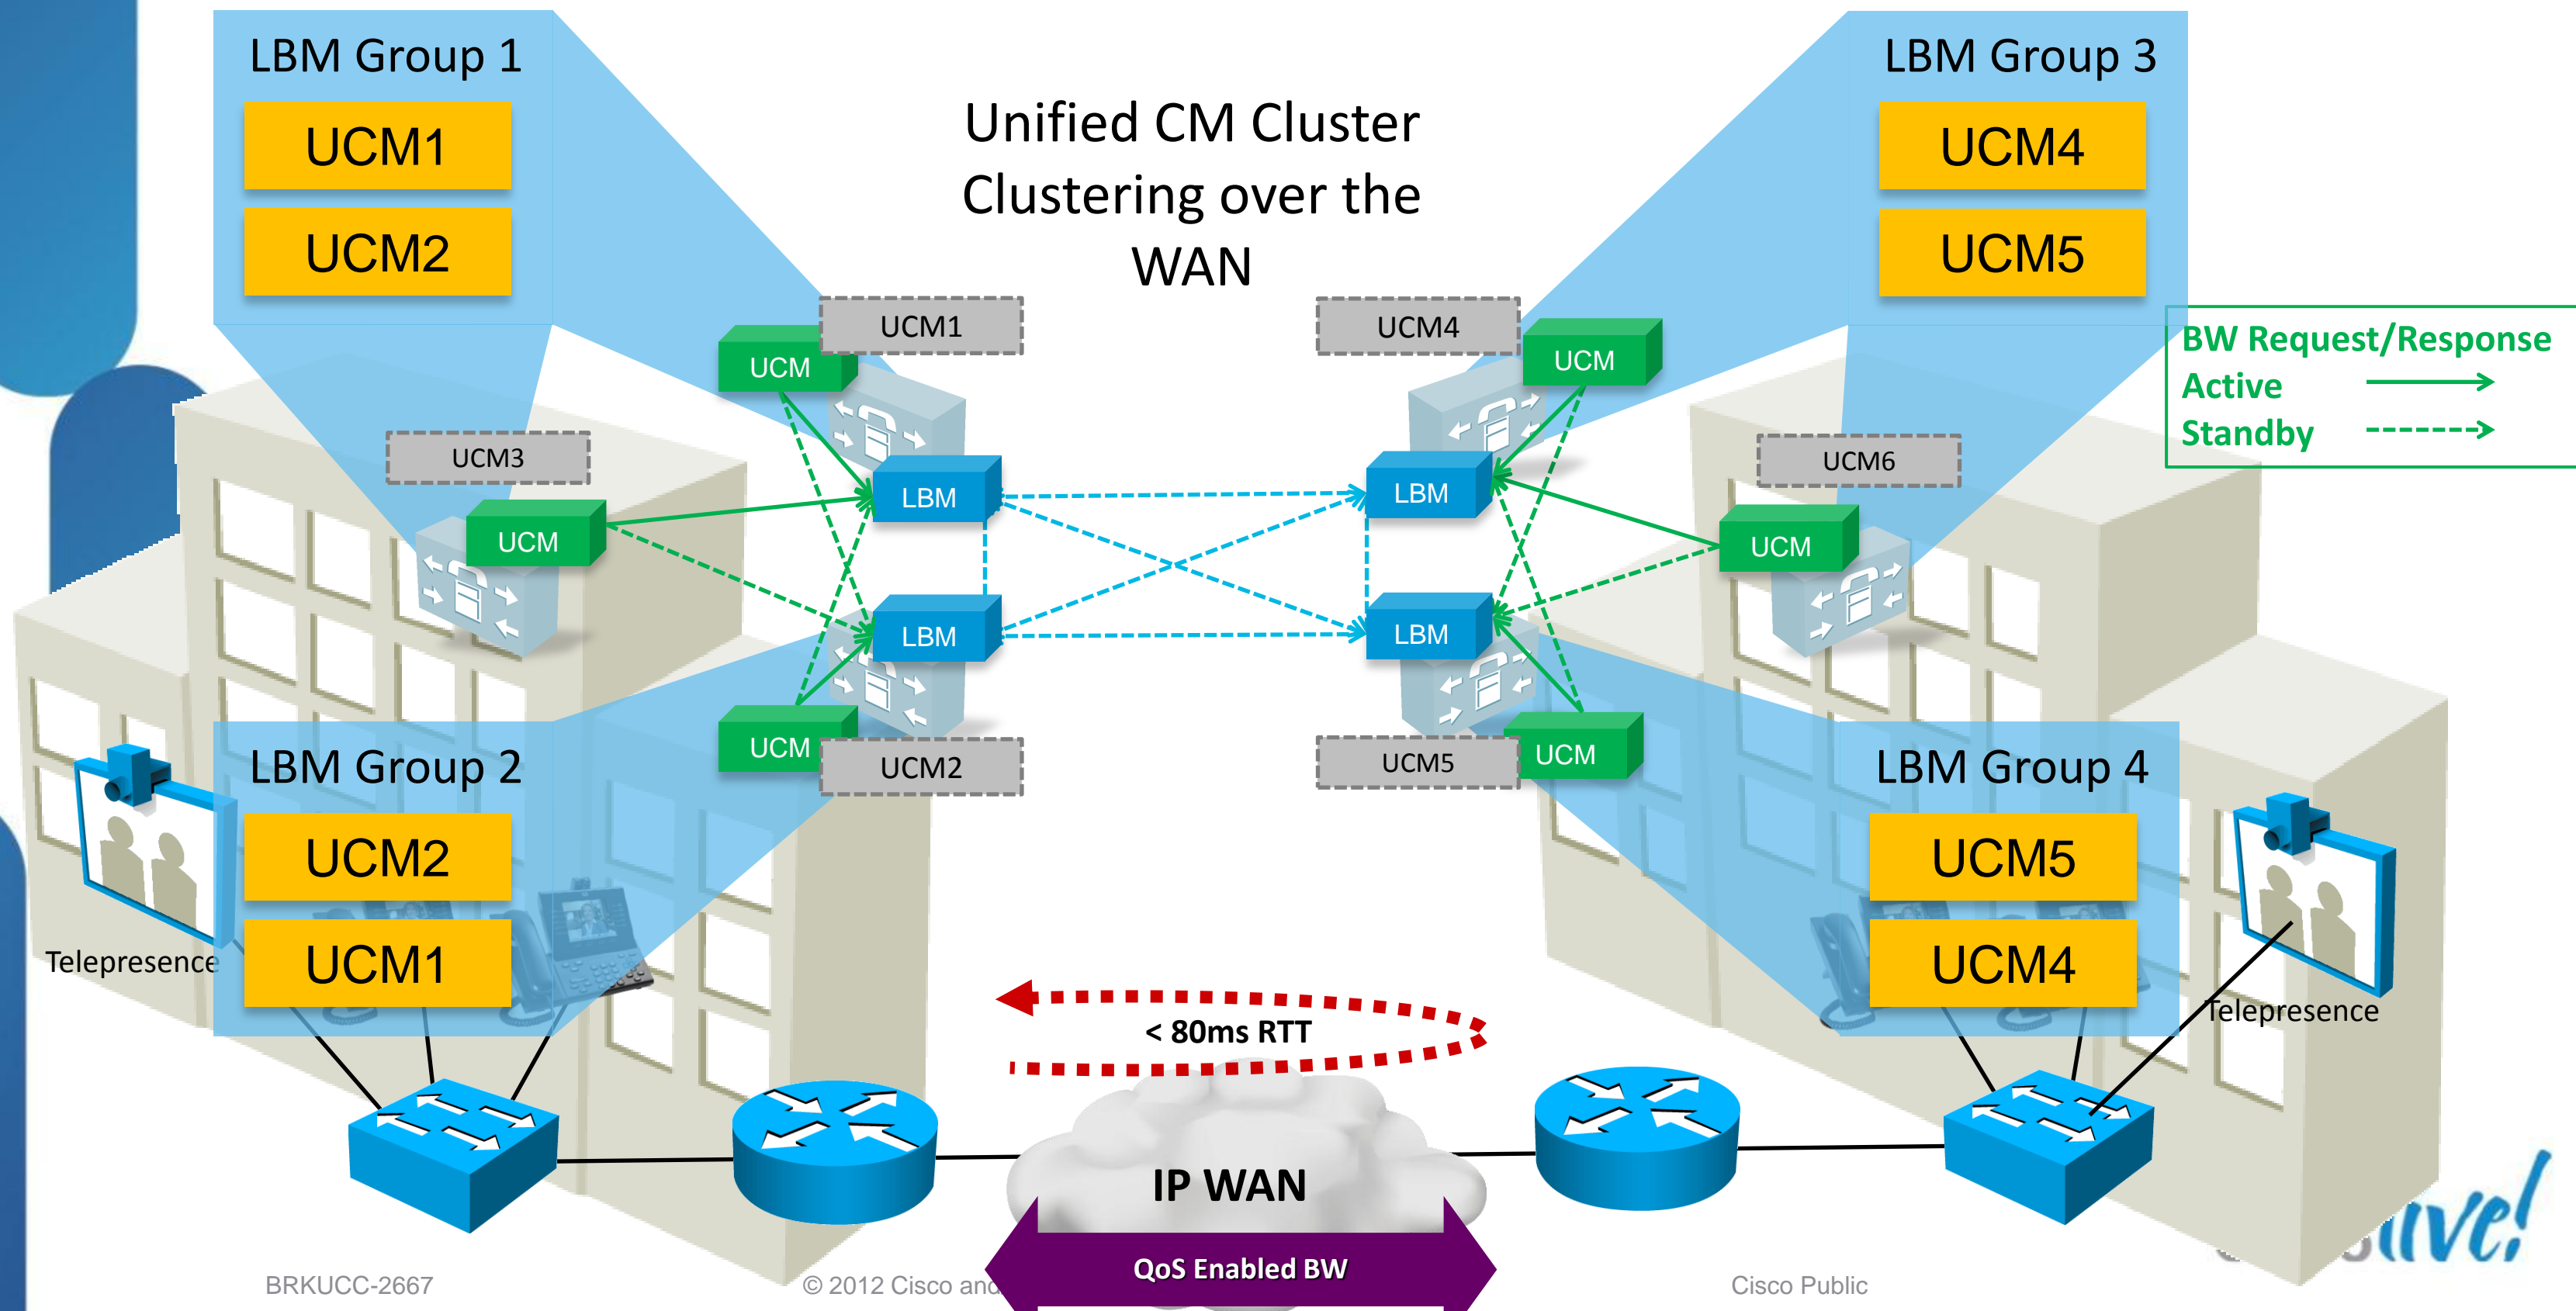 LBM Group 1
UCM1
UCM2
Unified CM Cluster
Clustering over the
WAN
LBM Group 3
UCM4
UCM5
BW Request/Response
Active
Standby
UCM1
UCM
UCM4
UCM
UCM3
UCM
UCM6
UCM
LBM
LBM
LBM
LBM
UCM
UCM2
UCM5
UCM
LBM Group 2
UCM2
UCM1
LBM Group 4
UCM5
UCM4
Telepresence
Telepresence
< 80ms RTT
IP WAN
QoS Enabled BW
BRKUCC-2667
© 2012 Cisco and
Cisco Public
live!